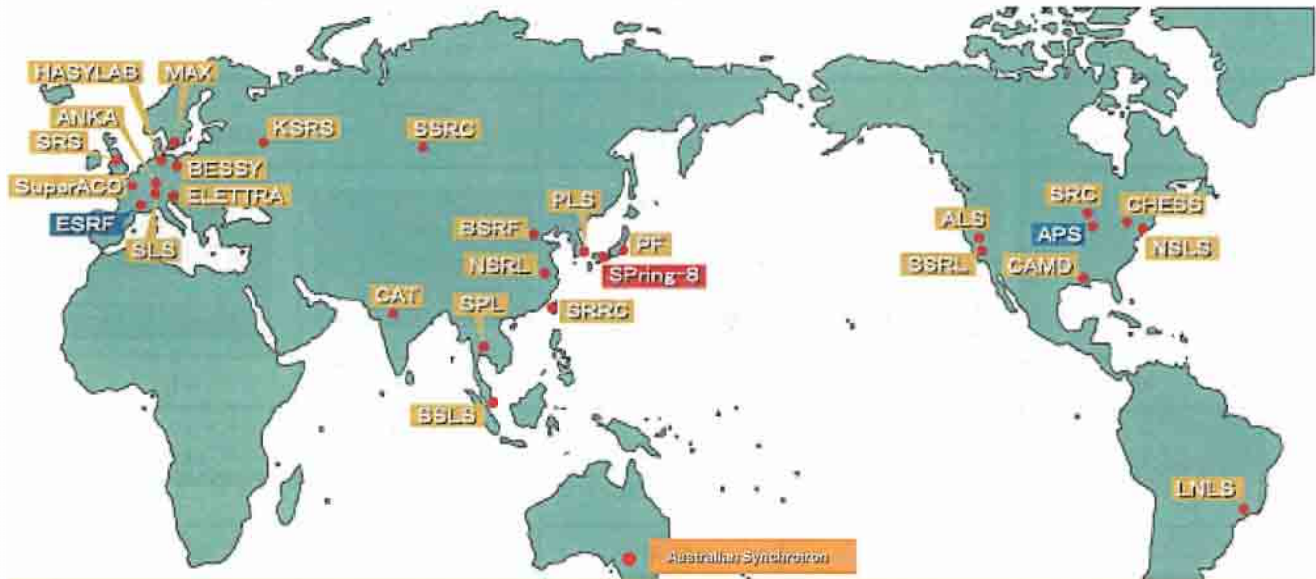 HASYLAB
MAX
ANKA
SRS
KSRS
SSRC
BESSY
SuperACO
ELETTRA
ESRF
SLS
PLS
BSRF
PF
SPring-8
NSRL
CAT
SPL
SRRC
SSLS
SRC
CHESS
ALS
APS
NSLS
SSRL
CAMD
LNLS
Australian Synchrotron